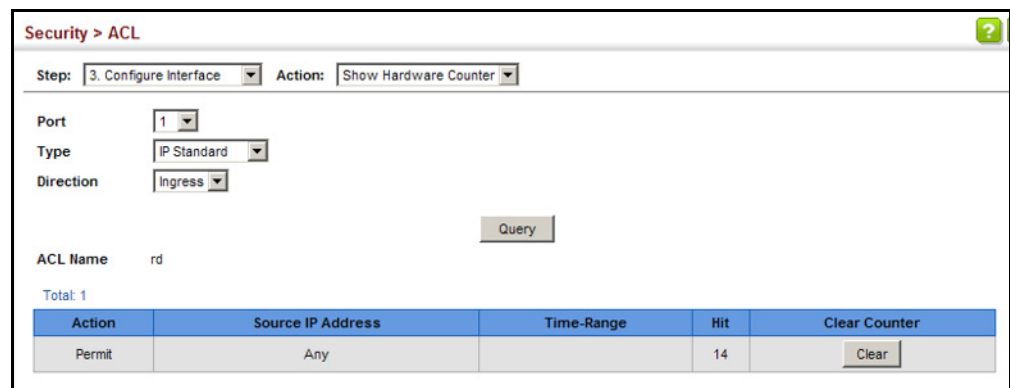 Security > ACL
?
Step: 3. Configure Interface Action: Show Hardware Counter
Port 1
Type IP Standard
Direction Ingress
Query
ACL Name rd
Total: 1
Action Source IP Address Time-Range Hit Clear Counter
Permit Any 14 Clear